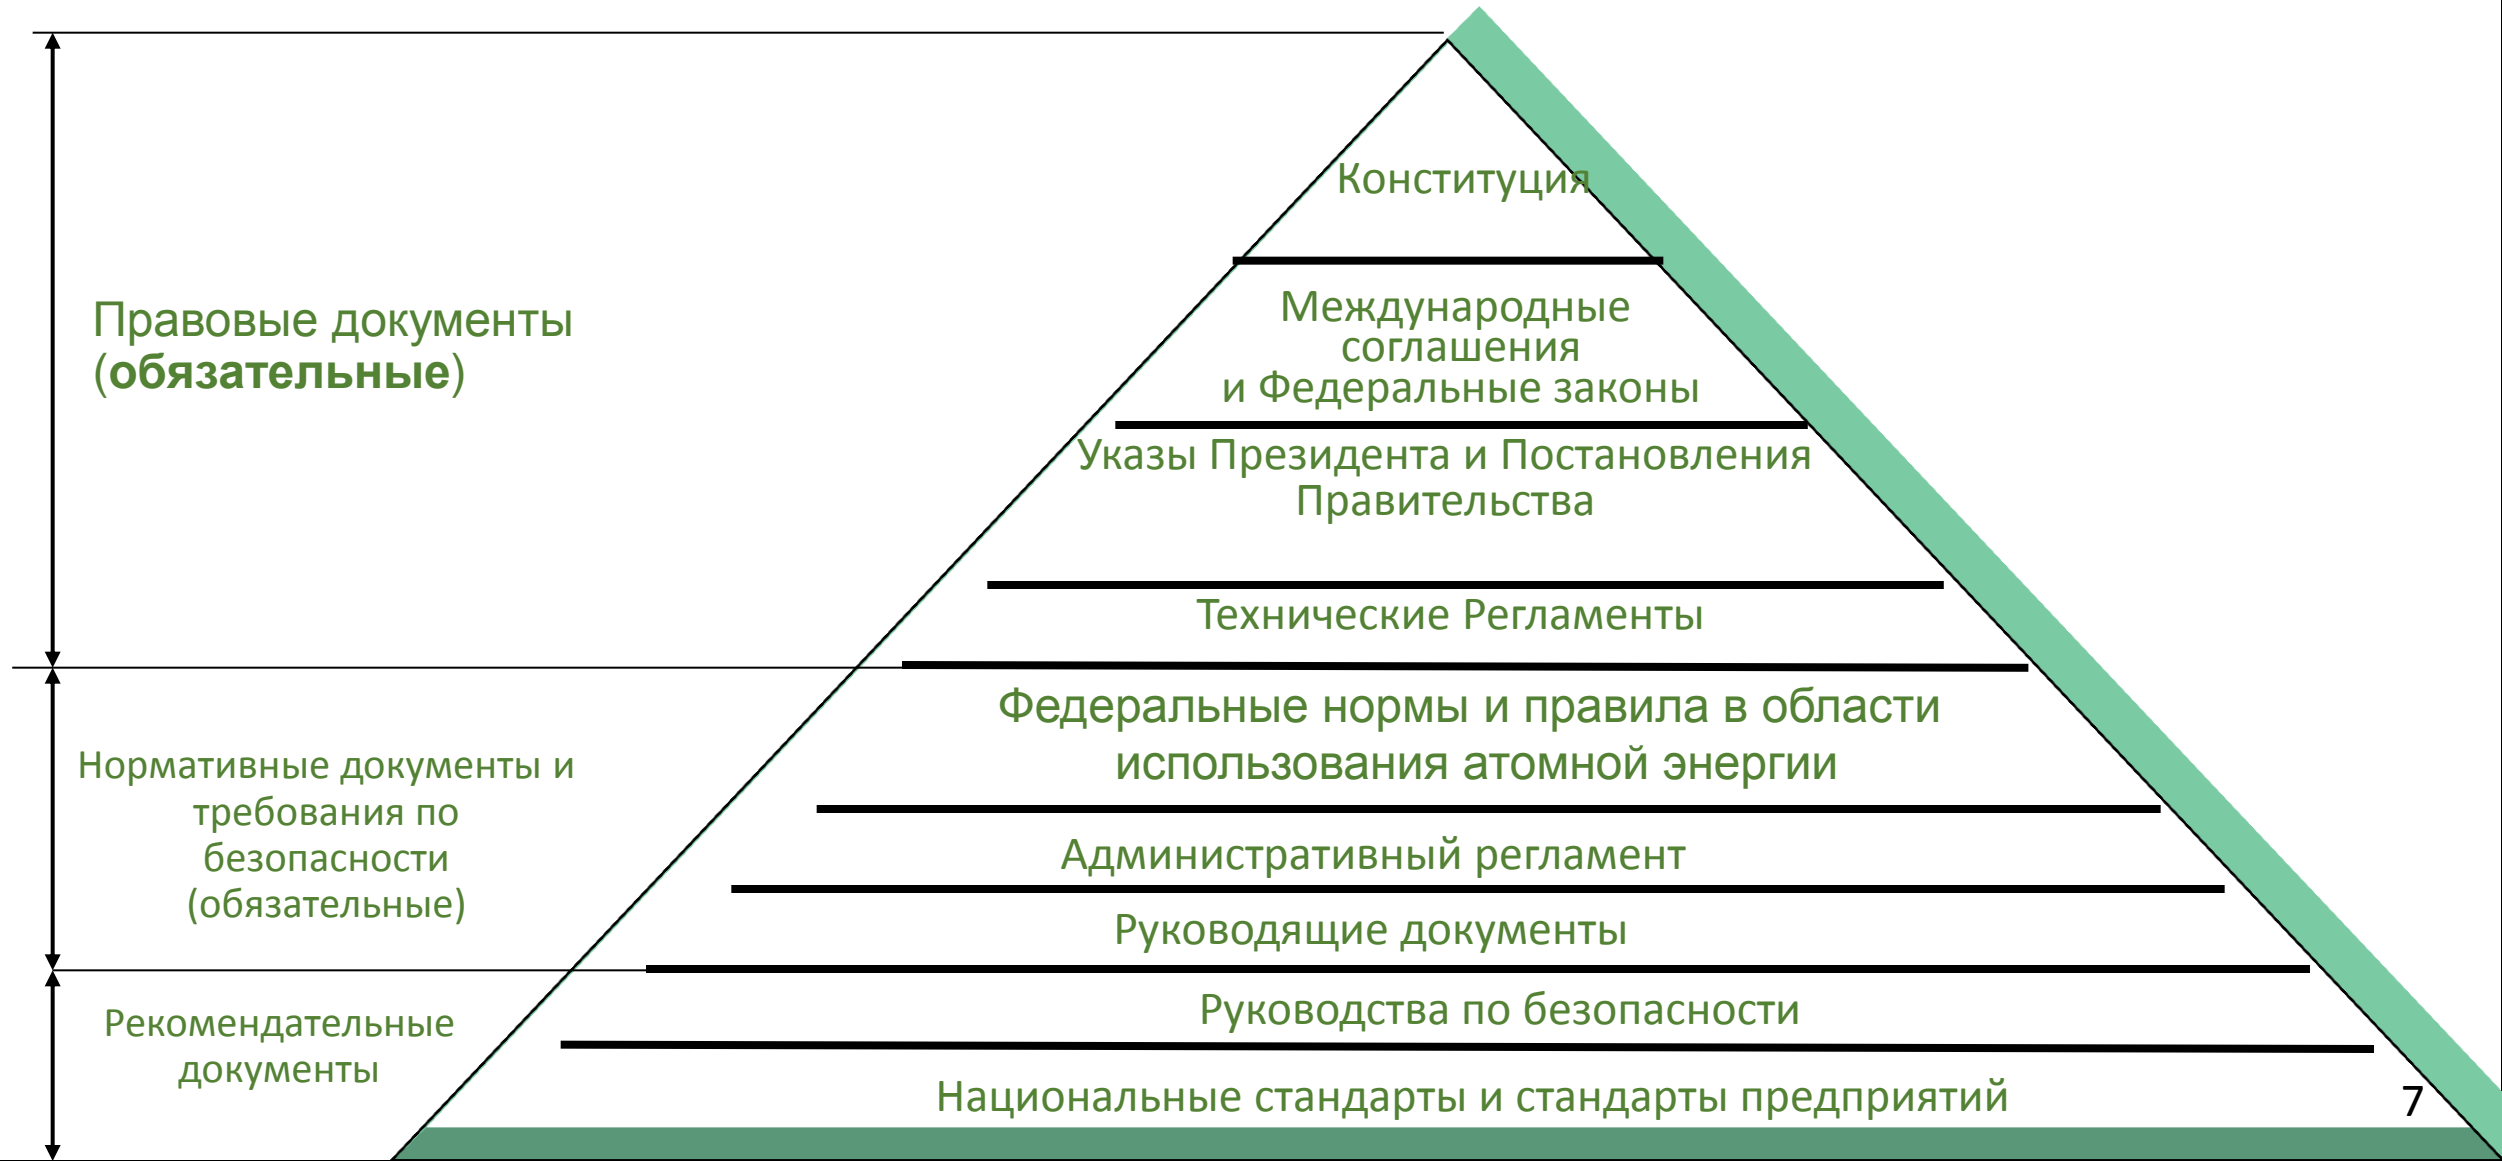 Конституция
Международные
соглашения
и Федеральные законы
Правовые документы
(обязательные)
Указы Президента и Постановления
Правительства
Технические Регламенты
Федеральные нормы и правила в области
использования атомной энергии
Нормативные документы и
требования по
безопасности
(обязательные)
Административный регламент
Руководящие документы
Руководства по безопасности
Рекомендательные
документы
Национальные стандарты и стандарты предприятий
7